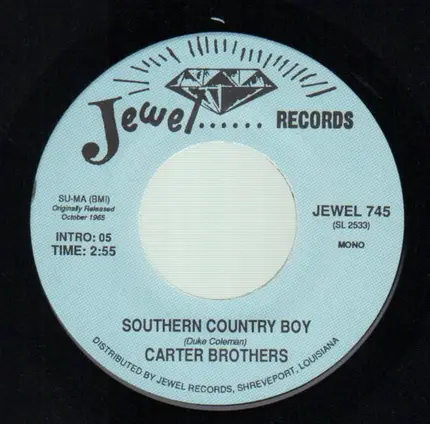 Jewel...... RECORDS
SU-MA (BMI)
Originally Released
October 1965
INTRO: 05
TIME: 2:55
JEWEL 745
(SL 2533)
MONO
SOUTHERN COUNTRY BOY
(Duke Coleman)
CARTER BROTHERS
DISTRIBUTED BY JEWEL RECORDS, SHREVEPORT, LOUISIANA